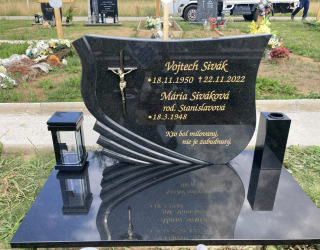 Vojtech Sivák
*18.11.1950 ✝22.11.2022
Mária Siváková
rod. Stanislavová
*18.3.1948
Kto bol milovaný,
nie je zabudnutý.